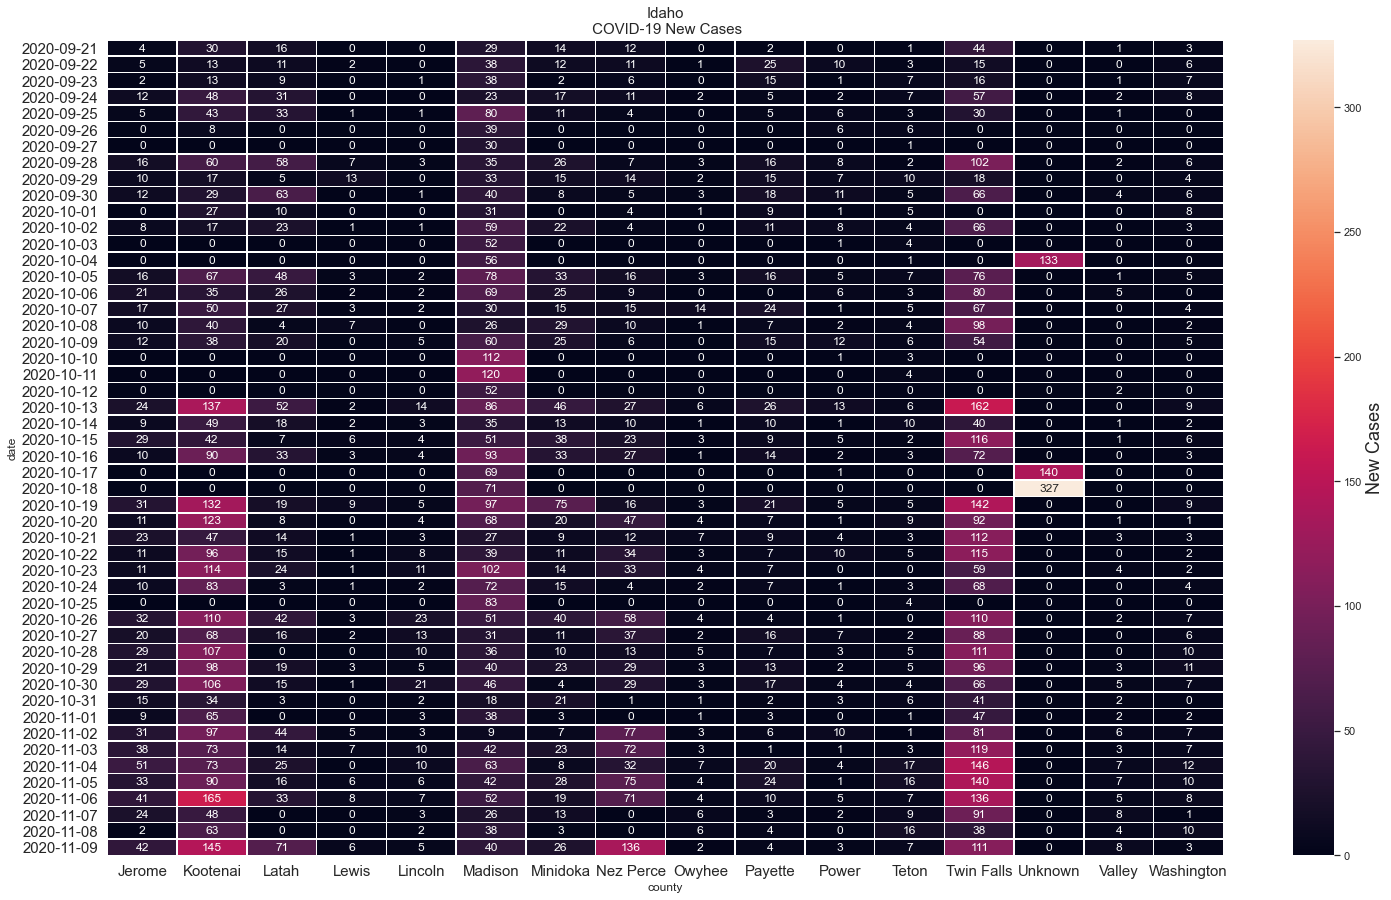 Idaho
COVID-19 New Cases
2020-09-21 4 30 16 0 0 29 14 12 0 2 0 1 44 0 1 3
2020-09-22 5 13 11 2 0 38 12 11 1 25 10 3 15 0 0 6
2020-09-23 2 13 9 0 1 38 2 6 0 15 1 7 16 0 1 7
2020-09-24 12 48 31 0 0 23 17 11 2 5 2 7 57 0 2 8
2020-09-25 5 43 33 1 1 80 11 4 0 5 6 3 30 0 1 0
2020-09-26 0 8 0 0 0 39 0 0 0 0 6 6 0 0 0 0
2020-09-27 0 0 0 0 0 30 0 0 0 0 0 1 0 0 0 0
2020-09-28 16 60 58 7 3 35 26 7 3 16 8 2 102 0 2 6
2020-09-29 10 17 5 13 0 33 15 14 2 15 7 10 18 0 0 4
2020-09-30 12 29 63 0 1 40 8 5 3 18 11 5 66 0 4 6
2020-10-01 0 27 10 0 0 31 0 4 1 9 1 5 0 0 0 8
2020-10-02 8 17 23 1 1 59 22 4 0 11 8 4 66 0 0 3
2020-10-03 0 0 0 0 0 52 0 0 0 0 1 4 0 0 0 0
2020-10-04 0 0 0 0 0 56 0 0 0 0 0 1 0 133 0 0
2020-10-05 16 67 48 3 2 78 33 16 3 16 5 7 76 0 1 5
2020-10-06 21 35 26 2 2 69 25 9 0 0 6 3 80 0 5 0
2020-10-07 17 50 27 3 2 30 15 15 14 24 1 5 67 0 0 4
2020-10-08 10 40 4 7 0 26 29 10 1 7 2 4 98 0 0 2
2020-10-09 12 38 20 0 5 60 25 6 0 15 12 6 54 0 0 5
2020-10-10 0 0 0 0 0 112 0 0 0 0 1 3 0 0 0 0
2020-10-11 0 0 0 0 0 120 0 0 0 0 0 4 0 0 0 0
2020-10-12 0 0 0 0 0 52 0 0 0 0 0 0 0 0 2 0
2020-10-13 24 137 52 2 14 86 46 27 6 26 13 6 162 0 0 9
2020-10-14 9 49 18 2 3 35 13 10 1 10 1 10 40 0 1 2
2020-10-15 29 42 7 6 4 51 38 23 3 9 5 2 116 0 1 6
2020-10-16 10 90 33 3 4 93 33 27 1 14 2 3 72 0 0 3
2020-10-17 0 0 0 0 0 69 0 0 0 0 1 0 0 140 0 0
2020-10-18 0 0 0 0 0 71 0 0 0 0 0 0 0 327 0 0
2020-10-19 31 132 19 9 5 97 75 16 3 21 5 5 142 0 0 9
2020-10-20 11 123 8 0 4 68 20 47 4 7 1 9 92 0 1 1
2020-10-21 23 47 14 1 3 27 9 12 7 9 4 3 112 0 3 3
2020-10-22 11 96 15 1 8 39 11 34 3 7 10 5 115 0 0 2
2020-10-23 11 114 24 1 11 102 14 33 4 7 0 0 59 0 4 2
2020-10-24 10 83 3 1 2 72 15 4 2 7 1 3 68 0 0 4
2020-10-25 0 0 0 0 0 83 0 0 0 0 0 4 0 0 0 0
2020-10-26 32 110 42 3 23 51 40 58 4 4 1 0 110 0 2 7
2020-10-27 20 68 16 2 13 31 11 37 2 16 7 2 88 0 0 6
2020-10-28 29 107 0 0 10 36 10 13 5 7 3 5 111 0 0 10
2020-10-29 21 98 19 3 5 40 23 29 3 13 2 5 96 0 3 11
2020-10-30 29 106 15 1 21 46 4 29 3 17 4 4 66 0 5 7
2020-10-31 15 34 3 0 2 18 21 1 1 2 3 6 41 0 2 0
2020-11-01 9 65 0 0 3 38 3 0 1 3 0 1 47 0 2 2
2020-11-02 31 97 44 5 3 9 7 77 3 6 10 1 81 0 6 7
2020-11-03 38 73 14 7 10 42 23 72 3 1 1 3 119 0 3 7
2020-11-04 51 73 25 0 10 63 8 32 7 20 4 17 146 0 7 12
2020-11-05 33 90 16 6 6 42 28 75 4 24 1 16 140 0 7 10
2020-11-06 41 165 33 8 7 52 19 71 4 10 5 7 136 0 5 8
2020-11-07 24 48 0 0 3 26 13 0 6 3 2 9 91 0 8 1
2020-11-08 2 63 0 0 2 38 3 0 6 4 0 16 38 0 4 10
2020-11-09 42 145 71 6 5 40 26 136 2 4 3 7 111 0 8 3
Jerome Kootenai Latah Lewis Lincoln Madison Minidoka Nez Perce Owyhee Payette Power Teton Twin Falls Unknown Valley Washington
county
date
300
250
200
150
100
50
0
New Cases